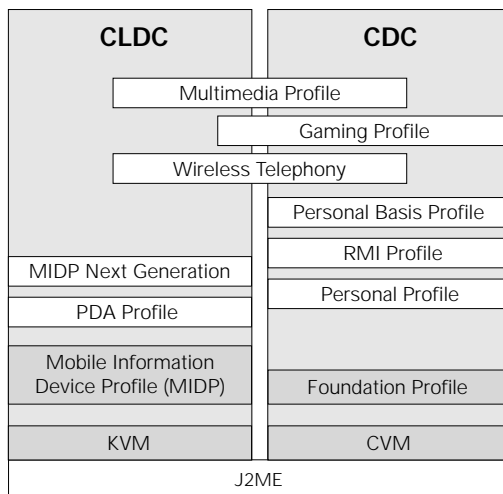 CLDC
CDC
Multimedia Profile
Gaming Profile
Wireless Telephony
Personal Basis Profile
RMI Profile
MIDP Next Generation
Personal Profile
PDA Profile
Mobile Information
Device Profile (MIDP)
Foundation Profile
KVM
CVM
J2ME